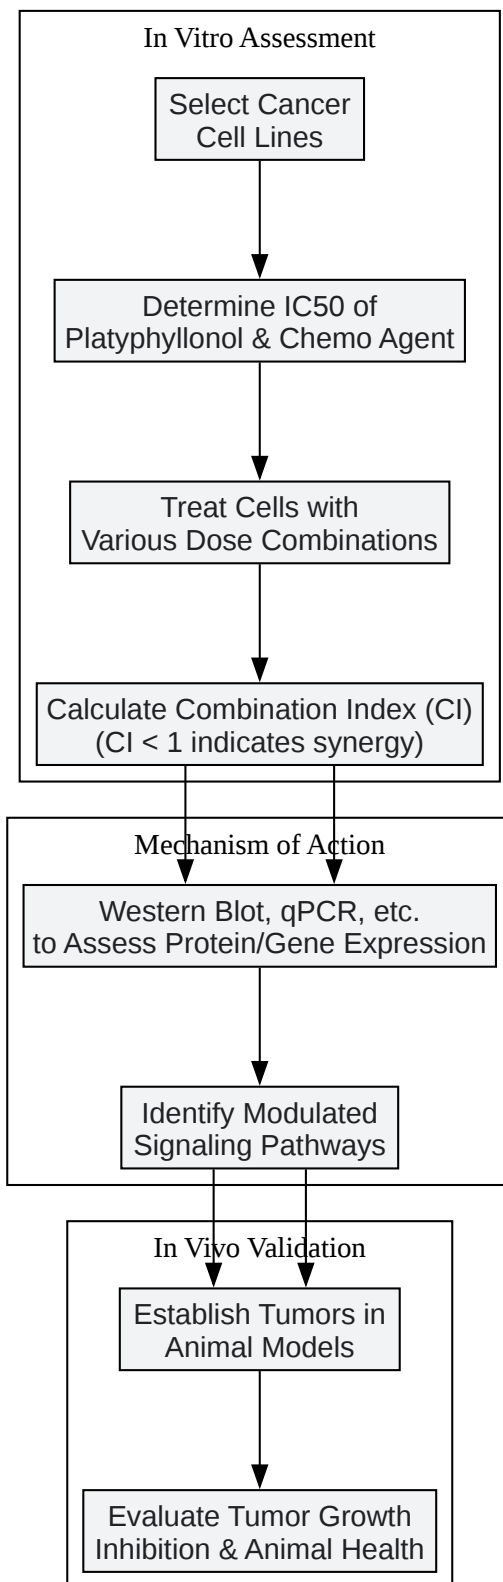 In Vitro Assessment
Select Cancer
Cell Lines
Determine IC50 of
Platyphyllonol & Chemo Agent
Treat Cells with
Various Dose Combinations
Calculate Combination Index (CI)
(CI < 1 indicates synergy)
Mechanism of Action
Western Blot, qPCR, etc.
to Assess Protein/Gene Expression
Identify Modulated
Signaling Pathways
In Vivo Validation
Establish Tumors in
Animal Models
Evaluate Tumor Growth
Inhibition & Animal Health